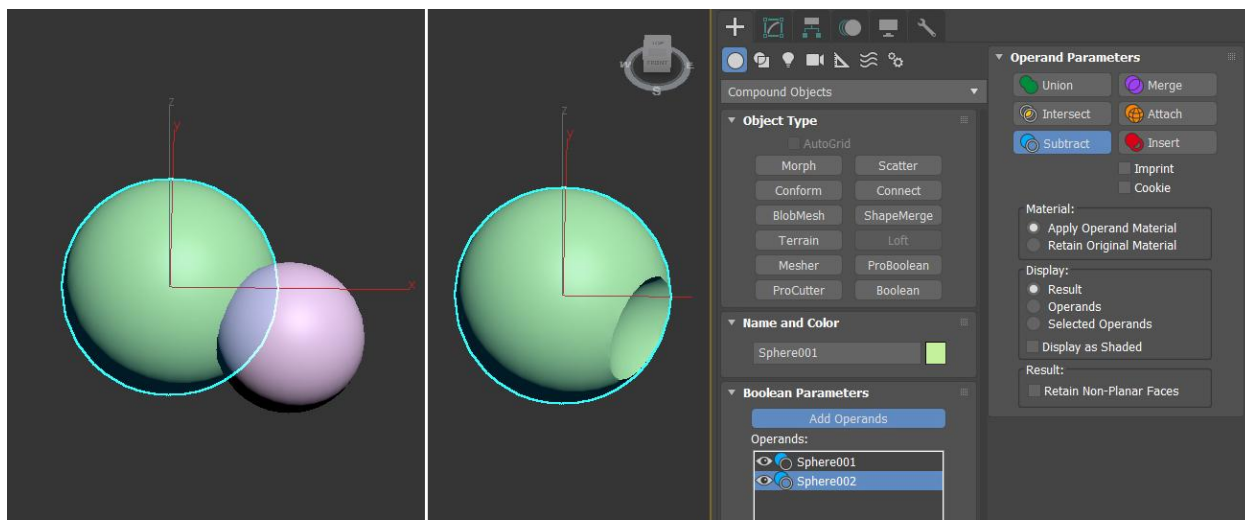 z
y
x
TOP
FRONT
W
E
S
z
y
Compound Objects
Object Type
AutoGrid
Morph Scatter
Conform Connect
BlobMesh ShapeMerge
Terrain Loft
Mesher ProBoolean
ProCutter Boolean
Name and Color
Sphere001
Boolean Parameters
Add Operands
Operands:
Sphere001
Sphere002
Operand Parameters
Union Merge
Intersect Attach
Subtract Insert
Imprint
Cookie
Material:
Apply Operand Material
Retain Original Material
Display:
Result
Operands
Selected Operands
Display as Shaded
Result:
Retain Non-Planar Faces